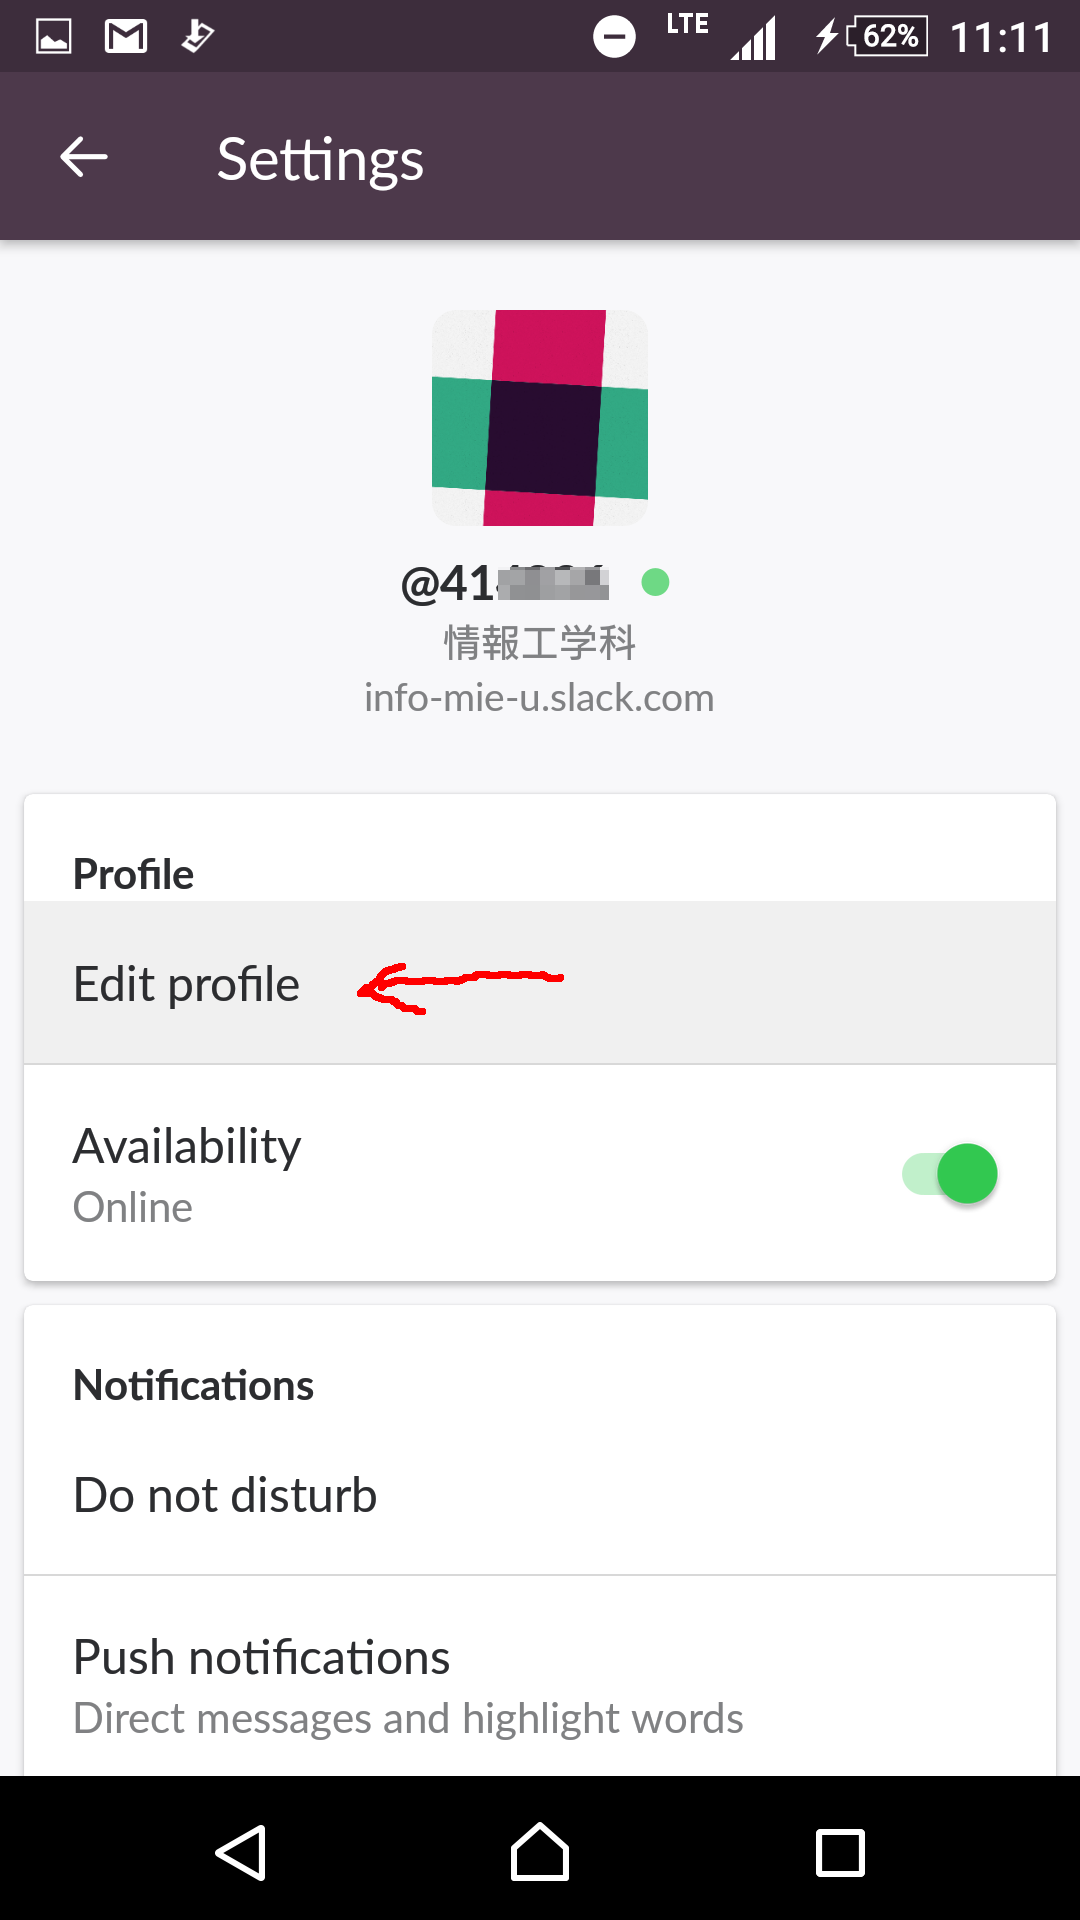 LTE 62% 11:11
Settings
@41
情報工学科
info-mie-u.slack.com
Profile
Edit profile
Availability
Online
Notifications
Do not disturb
Push notifications
Direct messages and highlight words